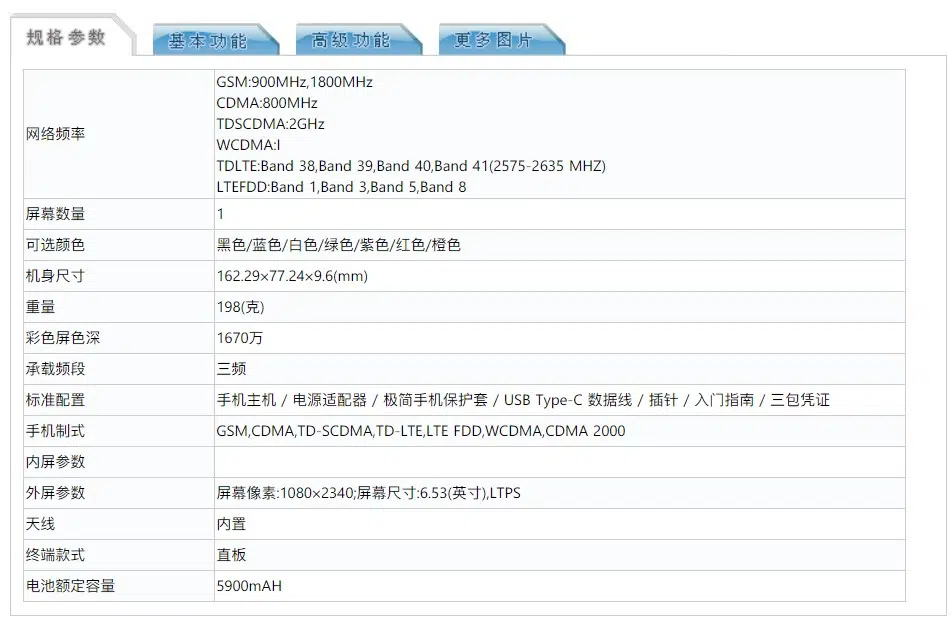 规格参数 基本功能 高级功能 更多图片
网络频率
GSM:900MHz,1800MHz
CDMA:800MHz
TDSCDMA:2GHz
WCDMA:I
TDLTE:Band 38,Band 39,Band 40,Band 41(2575-2635 MHZ)
LTEFDD:Band 1,Band 3,Band 5,Band 8
屏幕数量 1
可选颜色 黑色/蓝色/白色/绿色/紫色/红色/橙色
机身尺寸 162.29×77.24×9.6(mm)
重量 198(克)
彩色屏色深 1670万
承载频段 三频
标准配置 手机主机 / 电源适配器 / 极简手机保护套 / USB Type-C 数据线 / 插针 / 入门指南 / 三包凭证
手机制式 GSM,CDMA,TD-SCDMA,TD-LTE,LTE FDD,WCDMA,CDMA 2000
内屏参数
外屏参数 屏幕像素:1080×2340;屏幕尺寸:6.53(英寸),LTPS
天线 内置
终端款式 直板
电池额定容量 5900mAH